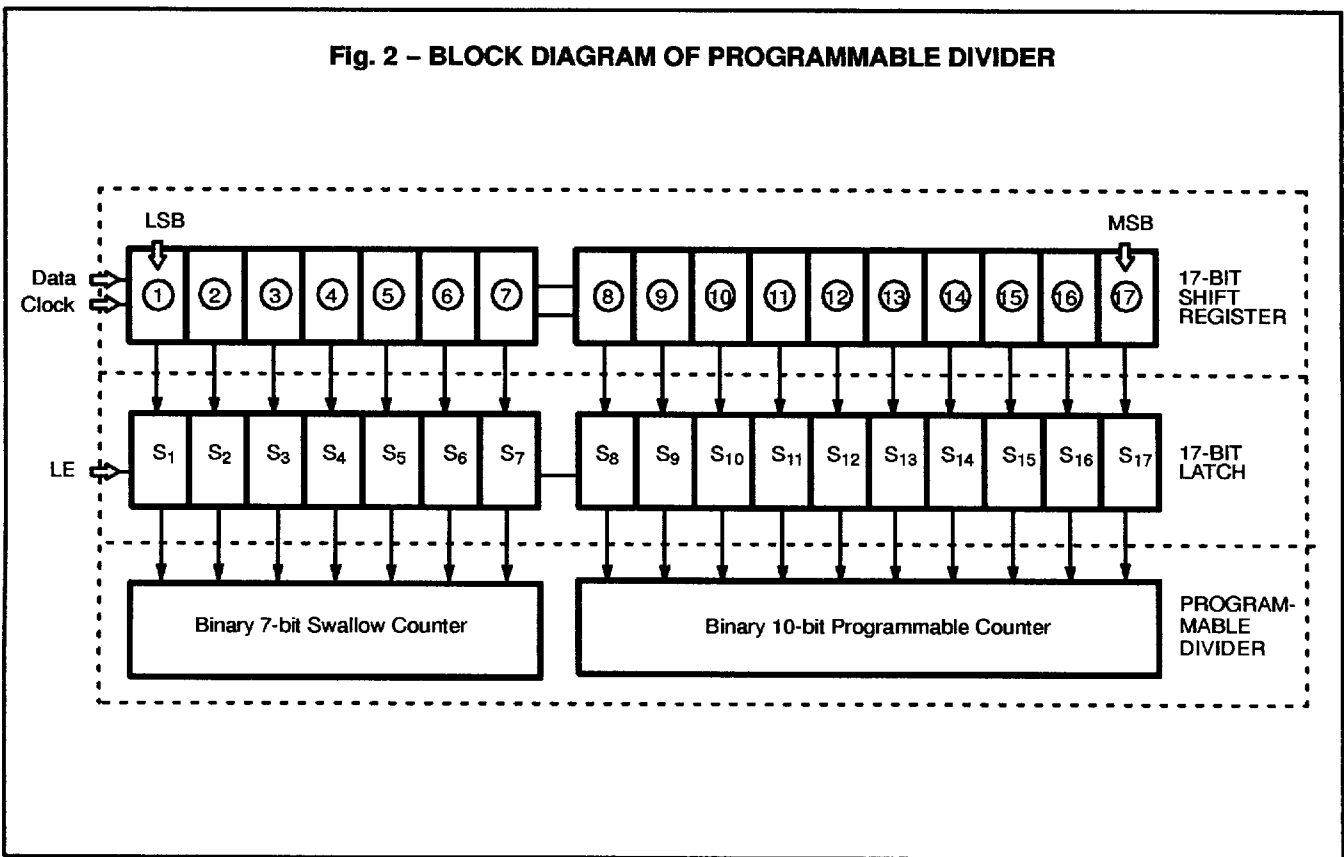 Fig. 2 – BLOCK DIAGRAM OF PROGRAMMABLE DIVIDER
LSB
MSB
Data
Clock
1 2 3 4 5 6 7 8 9 10 11 12 13 14 15 16 17
17-BIT
SHIFT
REGISTER
LE
S1 S2 S3 S4 S5 S6 S7 S8 S9 S10 S11 S12 S13 S14 S15 S16 S17
17-BIT
LATCH
Binary 7-bit Swallow Counter
Binary 10-bit Programmable Counter
PROGRAM-
MABLE
DIVIDER